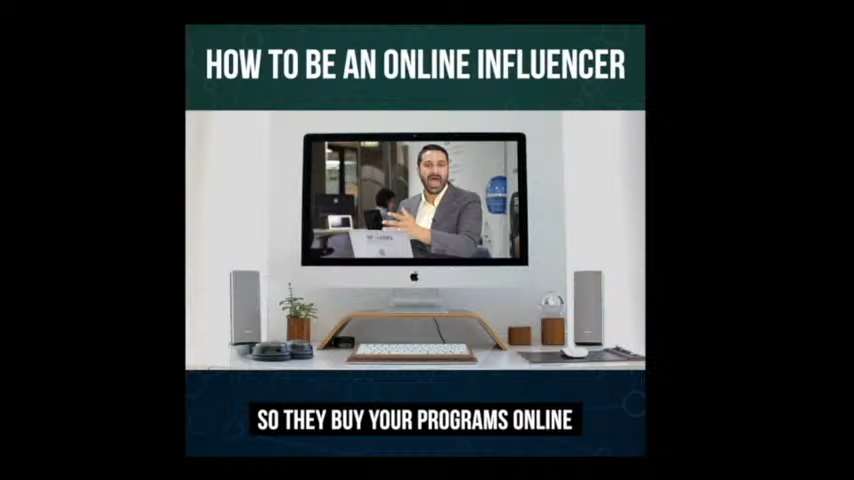 HOW TO BE AN ONLINE INFLUENCER
SO THEY BUY YOUR PROGRAMS ONLINE